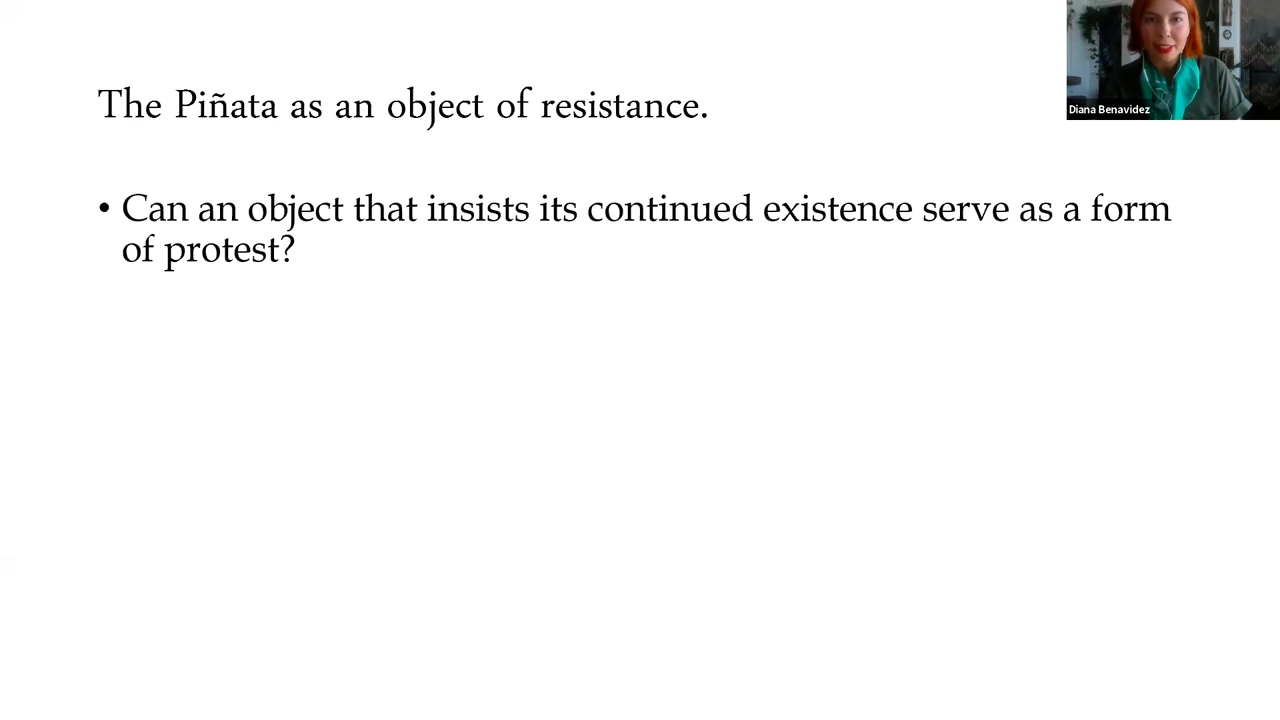 The Piñata as an object of resistance.
• Can an object that insists its continued existence serve as a form
of protest?
Diana Benavidez